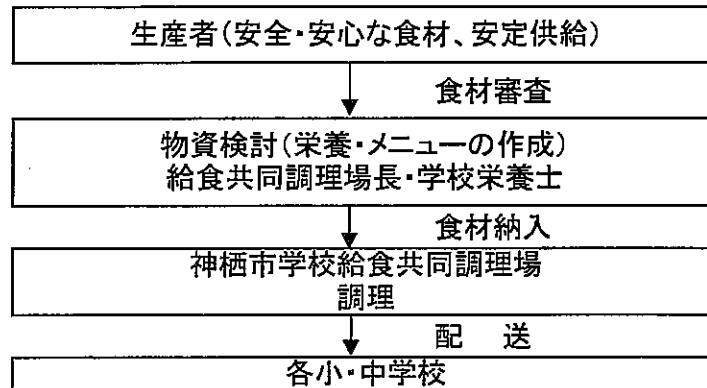 生産者(安全・安心な食材、安定供給)
食材審査
物資検討(栄養・メニューの作成)
給食共同調理場長・学校栄養士
食材納入
神栖市学校給食共同調理場
調理
配　送
各小・中学校